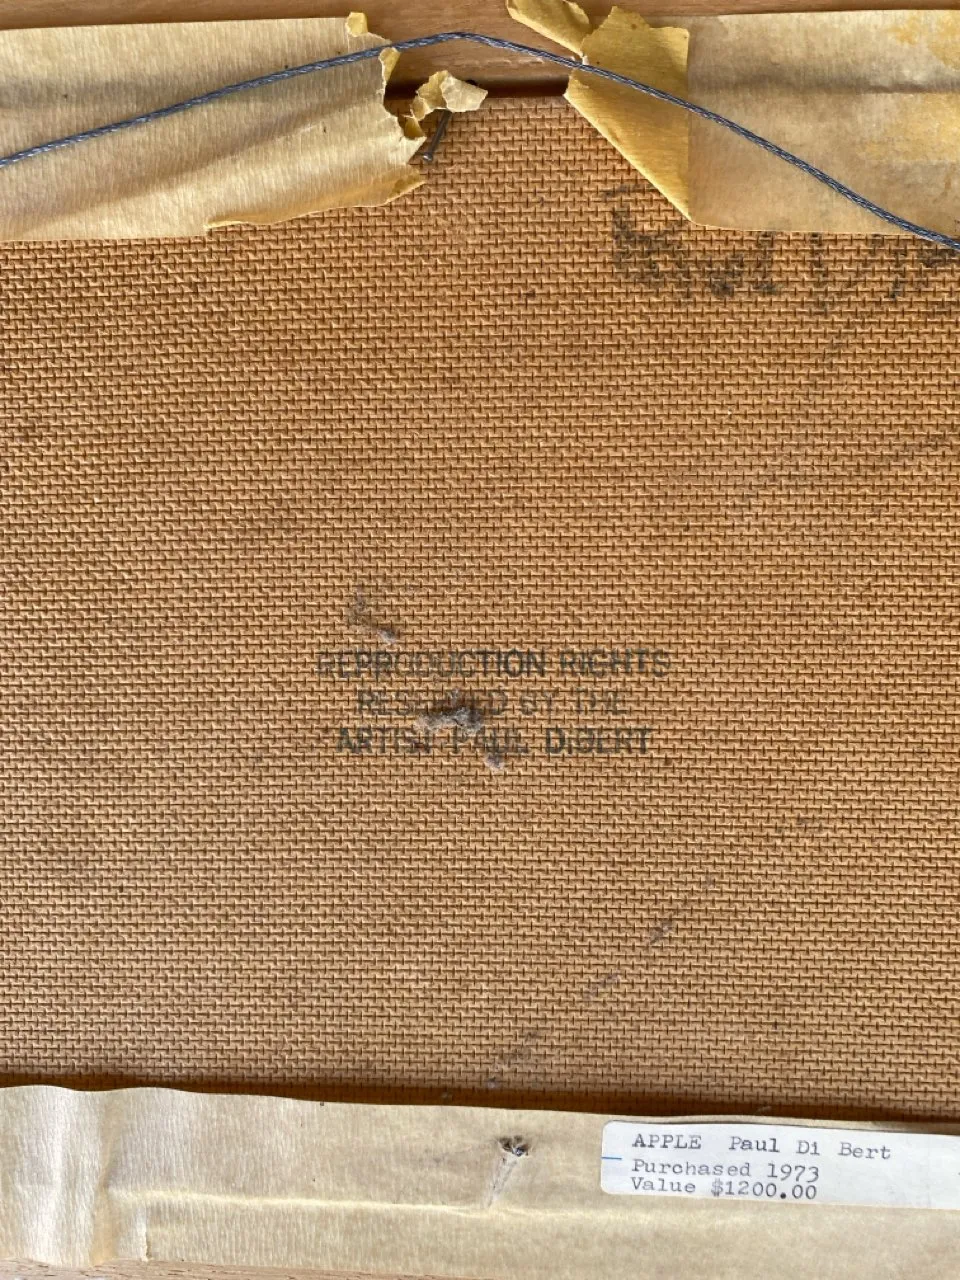 REPRODUCTION RIGHTS
RESERVED BY THE
ARTIST PAUL DIBERT
APPLE Paul Di Bert
Purchased 1973
Value $1200.00